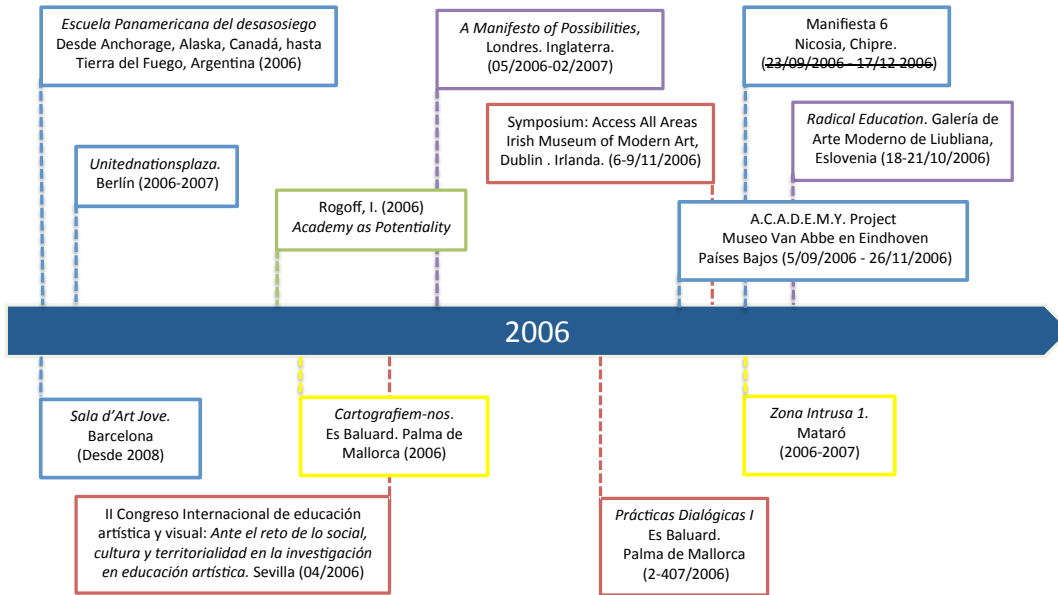 Escuela Panamericana del desasosiego
Desde Anchorage, Alaska, Canadá, hasta
Tierra del Fuego, Argentina (2006)
A Manifesto of Possibilities,
Londres. Inglaterra.
(05/2006-02/2007)
Manifiesta 6
Nicosia, Chipre.
(23/09/2006 - 17/12 2006)
Symposium: Access All Areas
Irish Museum of Modern Art,
Dublin . Irlanda. (6-9/11/2006)
Radical Education. Galería de
Arte Moderno de Liubliana,
Eslovenia (18-21/10/2006)
Unitednationsplaza.
Berlín (2006-2007)
Rogoff, I. (2006)
Academy as Potentiality
A.C.A.D.E.M.Y. Project
Museo Van Abbe en Eindhoven
Países Bajos (5/09/2006 - 26/11/2006)
2006
Sala d'Art Jove.
Barcelona
(Desde 2008)
Cartografiem-nos.
Es Baluard. Palma de
Mallorca (2006)
Zona Intrusa 1.
Mataró
(2006-2007)
II Congreso Internacional de educación
artística y visual: Ante el reto de lo social,
cultura y territorialidad en la investigación
en educación artística. Sevilla (04/2006)
Prácticas Dialógicas I
Es Baluard.
Palma de Mallorca
(2-407/2006)